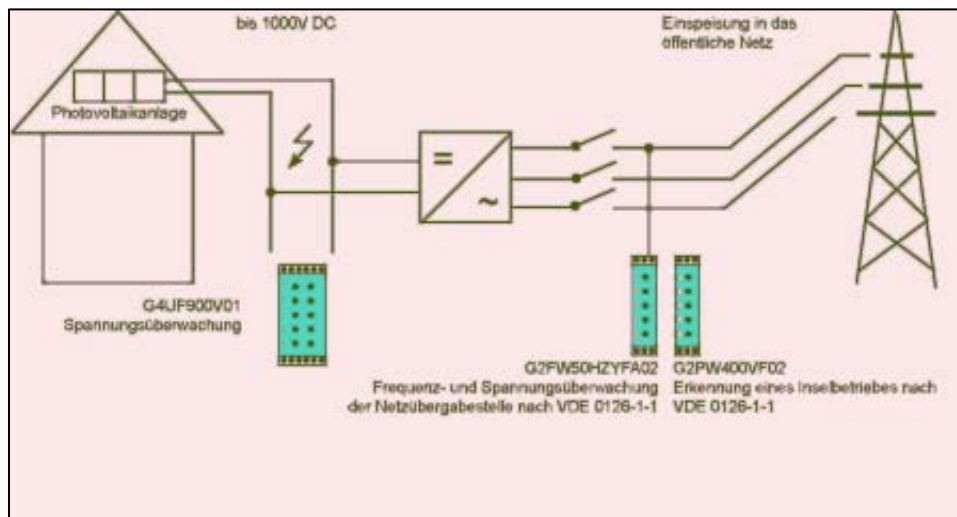 bis 1000V DC
Einspeisung in das
öffentliche Netz
Photovoltaikanlage
=
~
G4UF900V01
Spannungsüberwachung
G2FW50HZYFA02
Frequenz- und Spannungsüberwachung
der Netzübergabestelle nach VDE 0126-1-1
G2PW400VF02
Erkennung eines Inselbetriebes nach
VDE 0126-1-1